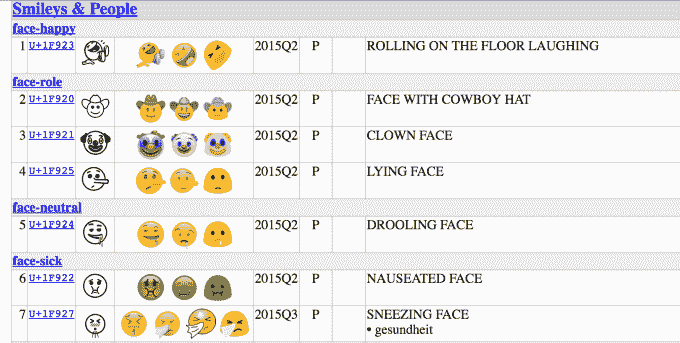 Smileys & People
face-happy
1 U+1F923 2015Q2 P ROLLING ON THE FLOOR LAUGHING
face-role
2 U+1F920 2015Q2 P FACE WITH COWBOY HAT
3 U+1F921 2015Q2 P CLOWN FACE
4 U+1F925 2015Q2 P LYING FACE
face-neutral
5 U+1F924 2015Q2 P DROOLING FACE
face-sick
6 U+1F922 2015Q2 P NAUSEATED FACE
7 U+1F927 2015Q3 P SNEEZING FACE
• gesundheit